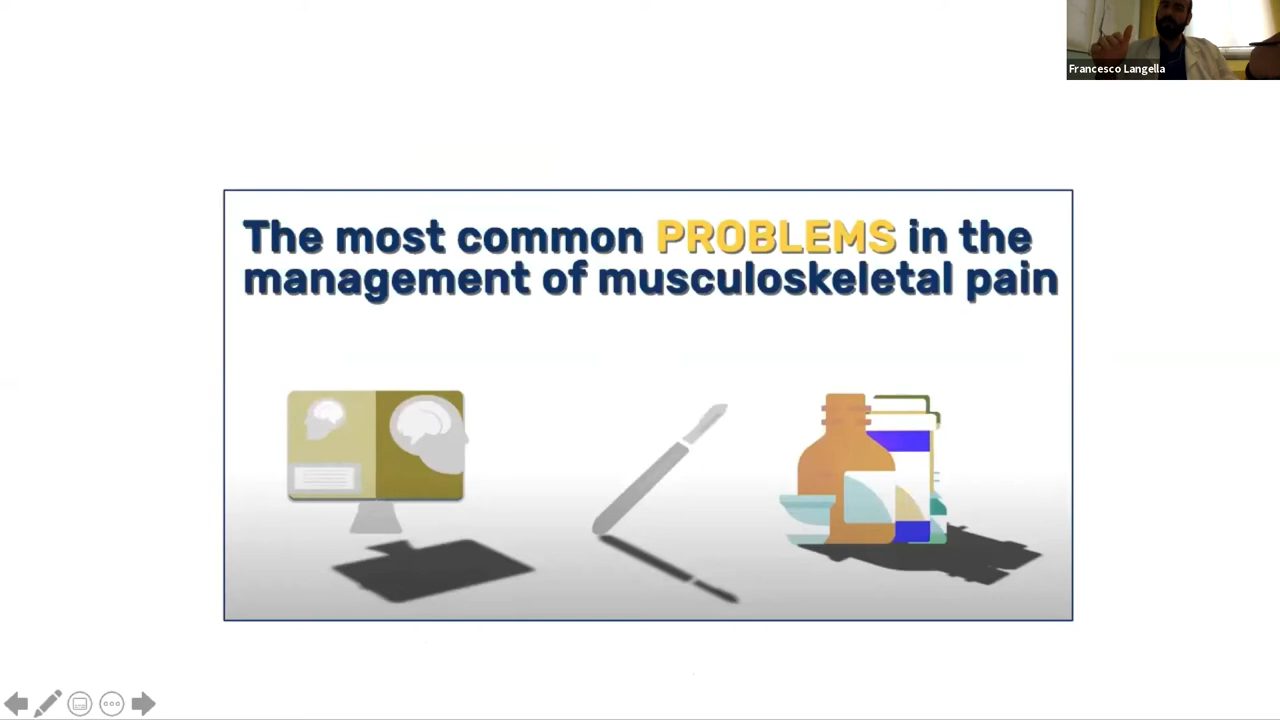 Francesco Langella
The most common PROBLEMS in the
management of musculoskeletal pain